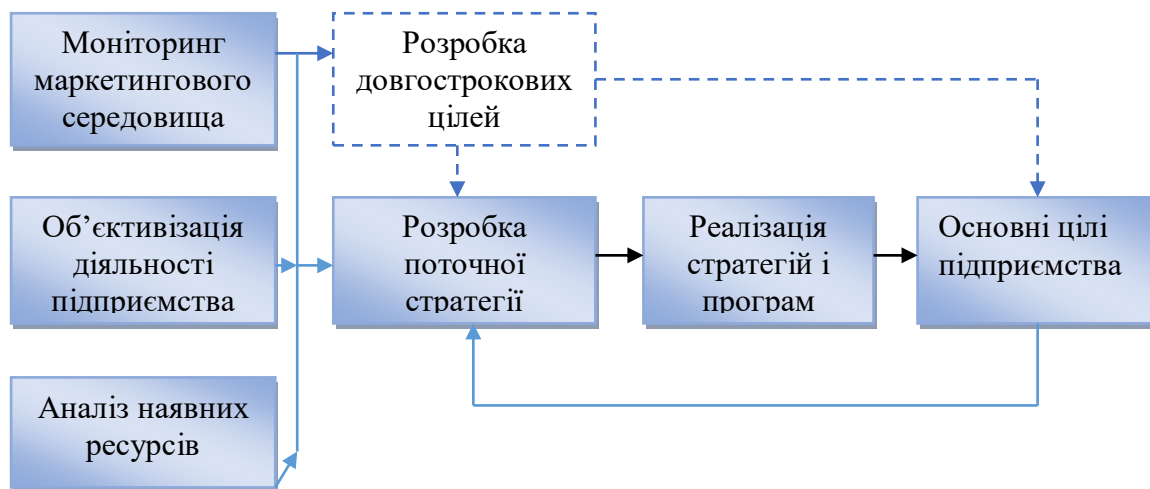 Моніторинг
маркетингового
середовища
Розробка
довгострокових
цілей
Об’єктивізація
діяльності
підприємства
Розробка
поточної
стратегії
Реалізація
стратегій і
програм
Основні цілі
підприємства
Аналіз наявних
ресурсів